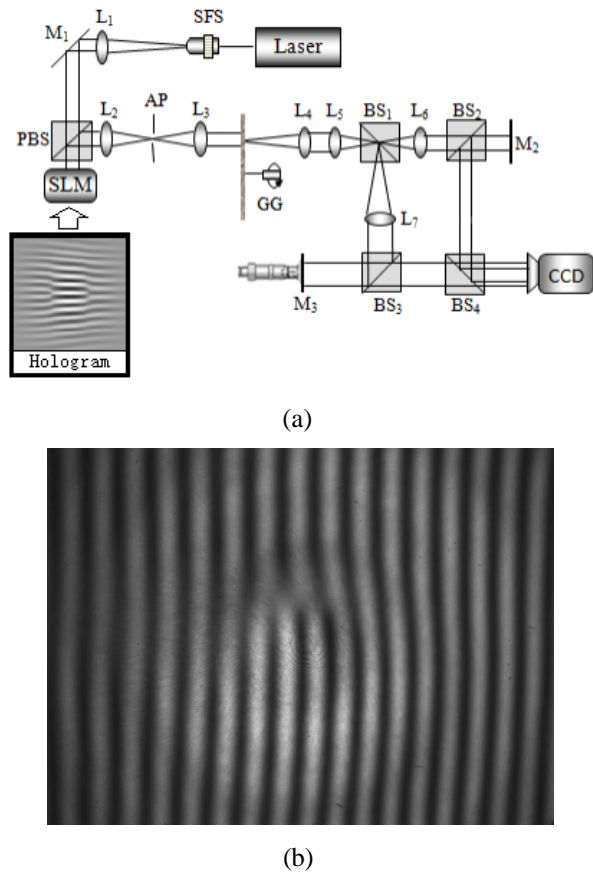 SFS
L1
M1
Laser
AP
L2
L3
L4
L5
BS1
L6
BS2
PBS
M2
SLM
GG
L7
CCD
M3
BS3
BS4
Hologram
(a)
(b)